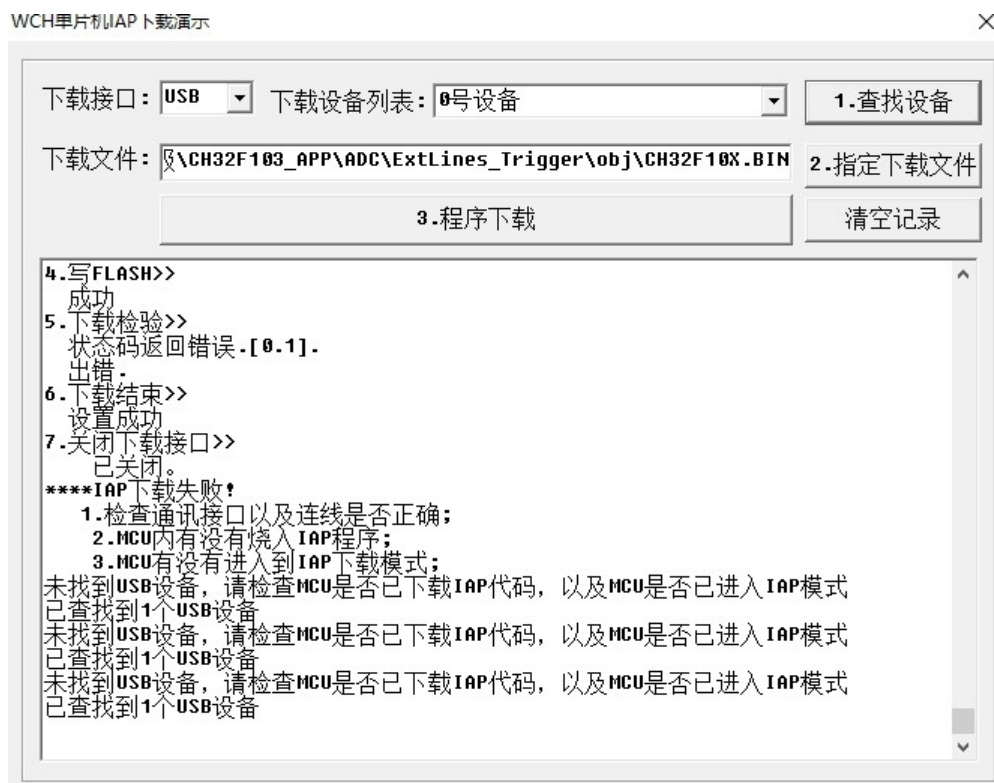 WCH单片机IAP下载演示
下载接口: USB 下载设备列表: 0号设备 1.查找设备
下载文件: \CH32F103_APP\ADC\ExtLines_Trigger\obj\CH32F10X.BIN 2.指定下载文件
3.程序下载 清空记录
4.写FLASH>>
成功
5.下载检验>>
状态码返回错误.[0.1].
出错.
6.下载结束>>
设置成功
7.关闭下载接口>>
已关闭。
****IAP下载失败!
1.检查通讯接口以及连线是否正确;
2.MCU内有没有烧入IAP程序;
3.MCU有没有进入到IAP下载模式;
未找到USB设备, 请检查MCU是否已下载IAP代码, 以及MCU是否已进入IAP模式
已查找到1个USB设备
未找到USB设备, 请检查MCU是否已下载IAP代码, 以及MCU是否已进入IAP模式
已查找到1个USB设备
未找到USB设备, 请检查MCU是否已下载IAP代码, 以及MCU是否已进入IAP模式
已查找到1个USB设备